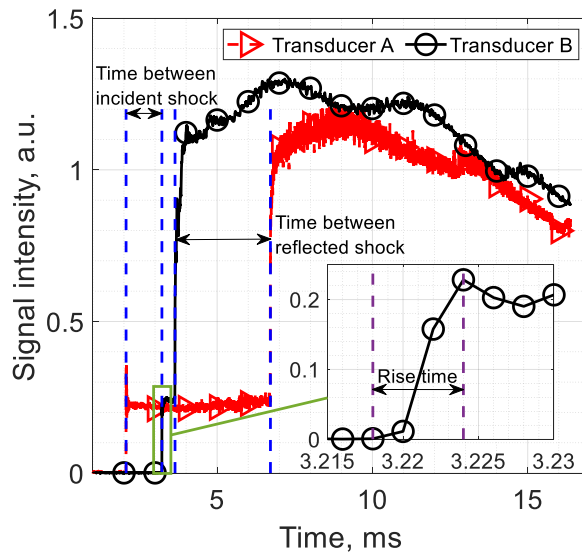 Transducer A
Transducer B
Time between
incident shock
Time between
reflected shock
Rise time
0.2
0.1
0
3.215
3.22
3.225
3.23
1.5
1
0.5
0
5
10
15
Signal intensity, a.u.
Time, ms